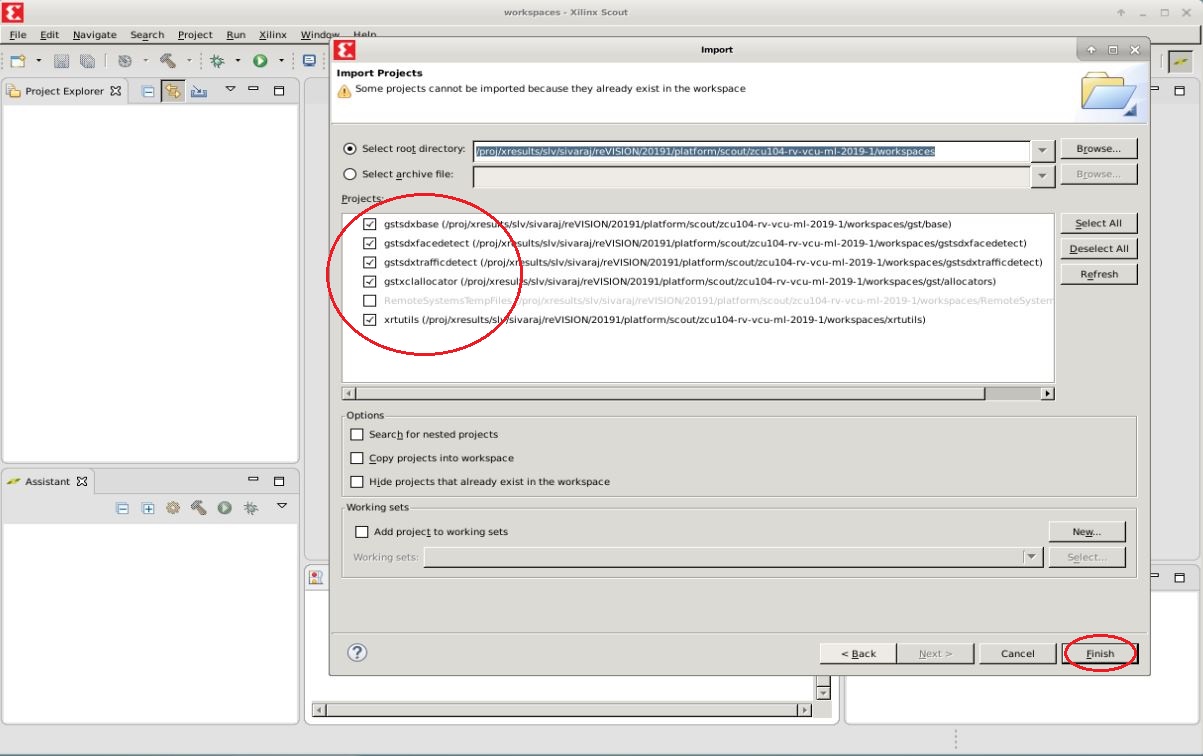 workspaces - Xilinx Scout
File Edit Navigate Search Project Run Xilinx Window Help
Import
Project Explorer
Import Projects
Some projects cannot be imported because they already exist in the workspace
Select root directory: /proj/xresults/slv/sivaraj/reVISION/20191/platform/scout/zcu104-rv-vcu-ml-2019-1/workspaces Browse...
Select archive file: Browse...
Projects:
gstsdxbase (/proj/xresults/slv/sivaraj/reVISION/20191/platform/scout/zcu104-rv-vcu-ml-2019-1/workspaces/gst/base) Select All
gstsdxfacedetect (/proj/xresults/slv/sivaraj/reVISION/20191/platform/scout/zcu104-rv-vcu-ml-2019-1/workspaces/gstsdxfacedetect) Deselect All
gstsdxtrafficdetect (/proj/xresults/slv/sivaraj/reVISION/20191/platform/scout/zcu104-rv-vcu-ml-2019-1/workspaces/gstsdxtrafficdetect)
gstxclallocator (/proj/xresults/slv/sivaraj/reVISION/20191/platform/scout/zcu104-rv-vcu-ml-2019-1/workspaces/gst/allocators) Refresh
RemoteSystemsTempFiles (/proj/xresults/slv/sivaraj/reVISION/20191/platform/scout/zcu104-rv-vcu-ml-2019-1/workspaces/RemoteSystem
xrtutils (/proj/xresults/slv/sivaraj/reVISION/20191/platform/scout/zcu104-rv-vcu-ml-2019-1/workspaces/xrtutils)
Options
Search for nested projects
Copy projects into workspace
Hide projects that already exist in the workspace
Assistant
Working sets
Add project to working sets New...
Working sets: Select...
? < Back Next > Cancel Finish